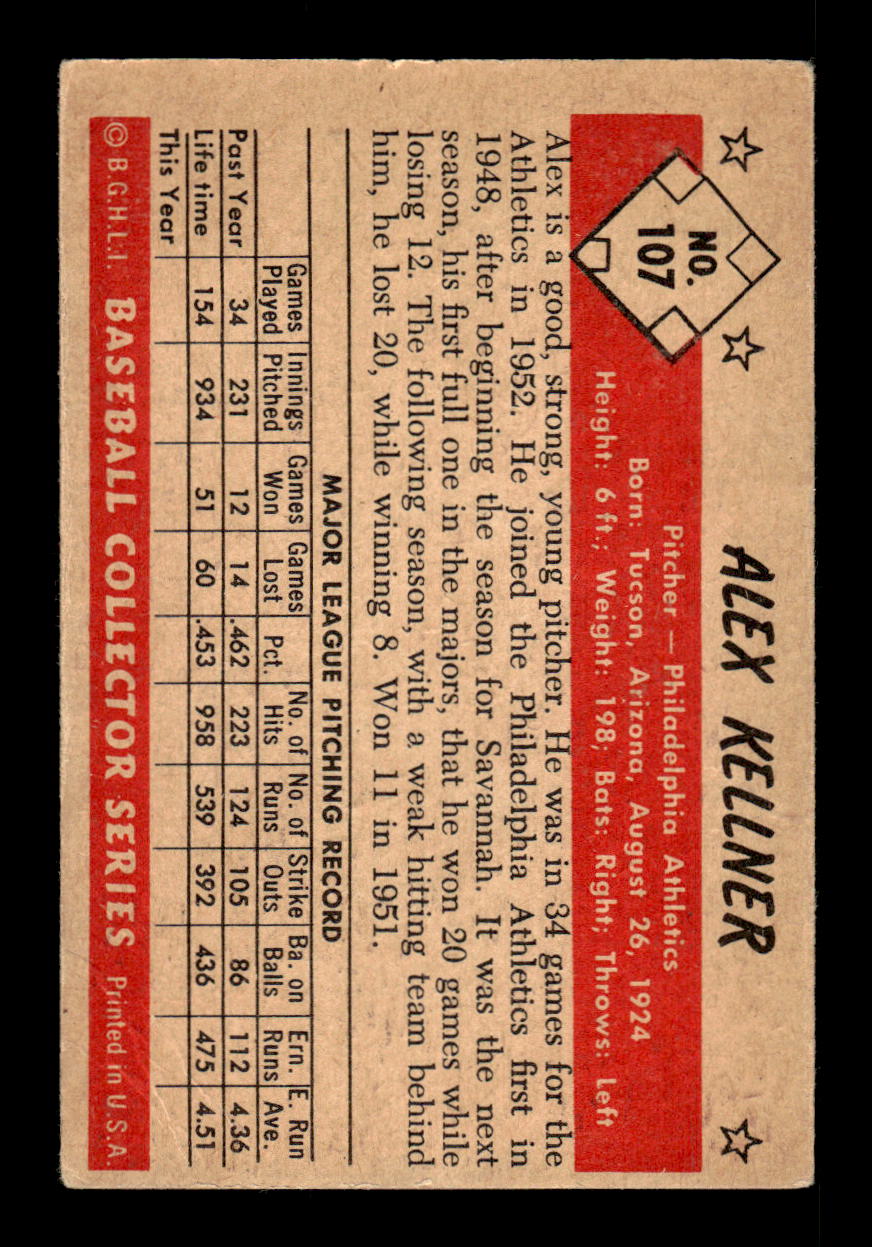 NO.
107
ALEX KELLNER
Pitcher — Philadelphia Athletics
Born: Tucson, Arizona, August 26, 1924
Height: 6 ft.; Weight: 198; Bats: Right; Throws: Left
Alex is a good, strong, young pitcher. He was in 34 games for the
Athletics in 1952. He joined the Philadelphia Athletics first in
1948, after beginning the season for Savannah. It was the next
season, his first full one in the majors, that he won 20 games while
losing 12. The following season, with a weak hitting team behind
him, he lost 20, while winning 8. Won 11 in 1951.
MAJOR LEAGUE PITCHING RECORD
Games Innings Games Games No. of No. of Strike Ba. on Ern. E. Run
Played Pitched Won Lost Pct. Hits Runs Outs Balls Runs Ave.
Past Year 34 231 12 14 .462 223 124 105 86 112 4.36
Life time 154 934 51 60 .453 958 539 392 436 475 4.51
This Year
© B.G.H.L.I. BASEBALL COLLECTOR SERIES Printed in U.S.A.